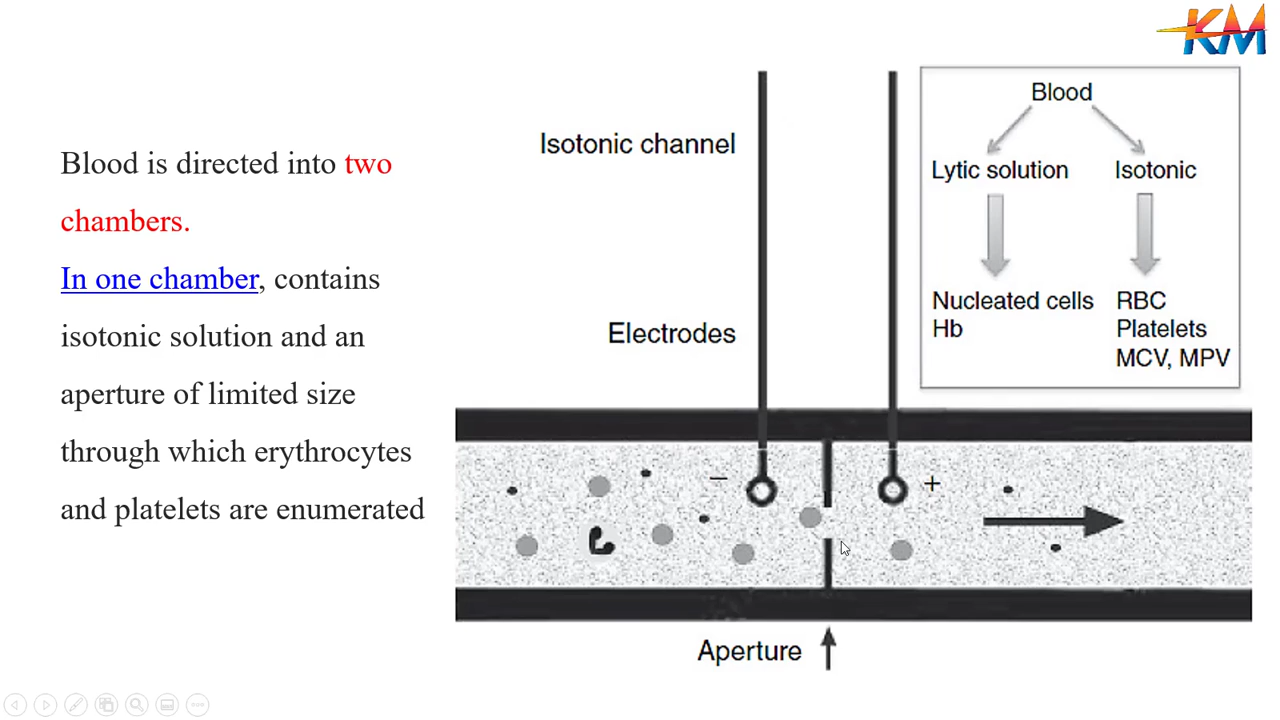 KM
Blood is directed into two
chambers.
In one chamber, contains
isotonic solution and an
aperture of limited size
through which erythrocytes
and platelets are enumerated
Isotonic channel
Electrodes
Blood
Lytic solution
Isotonic
Nucleated cells
Hb
RBC
Platelets
MCV, MPV
−
+
Aperture